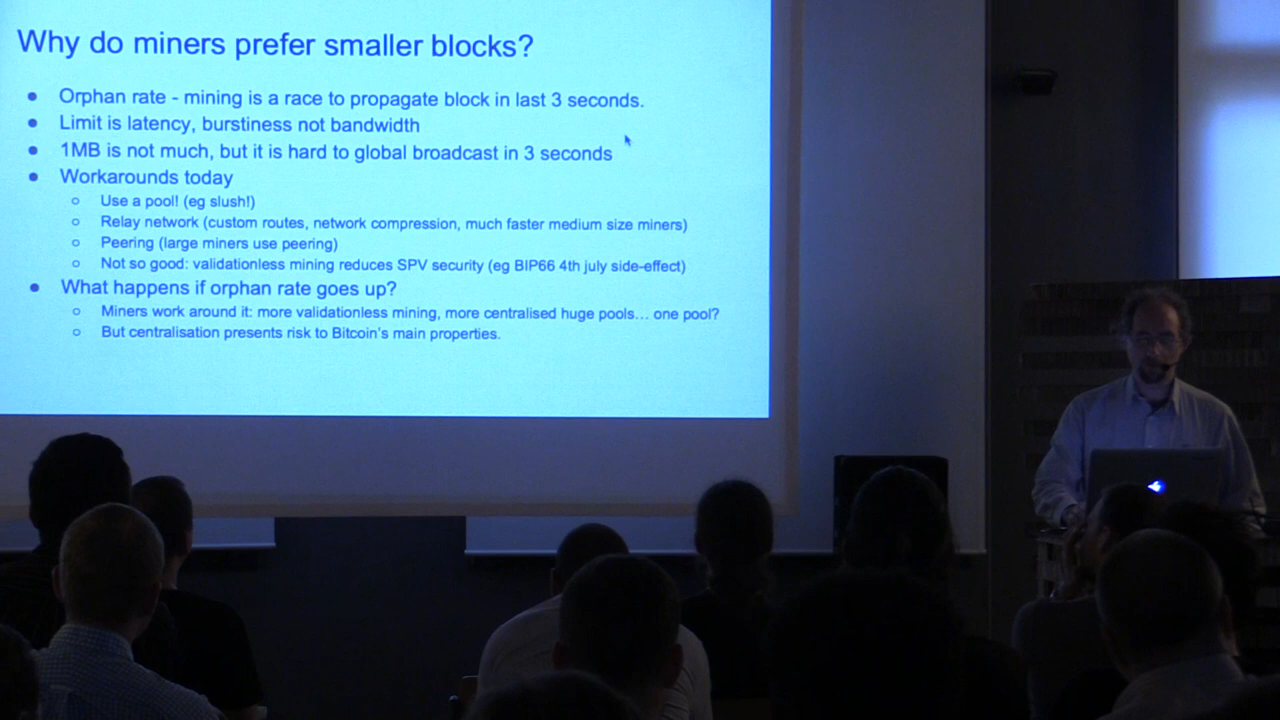 Why do miners prefer smaller blocks?
Orphan rate - mining is a race to propagate block in last 3 seconds.
Limit is latency, burstiness not bandwidth
1MB is not much, but it is hard to global broadcast in 3 seconds
Workarounds today
Use a pool! (eg slush!)
Relay network (custom routes, network compression, much faster medium size miners)
Peering (large miners use peering)
Not so good: validationless mining reduces SPV security (eg BIP66 4th july side-effect)
What happens if orphan rate goes up?
Miners work around it: more validationless mining, more centralised huge pools... one pool?
But centralisation presents risk to Bitcoin's main properties.